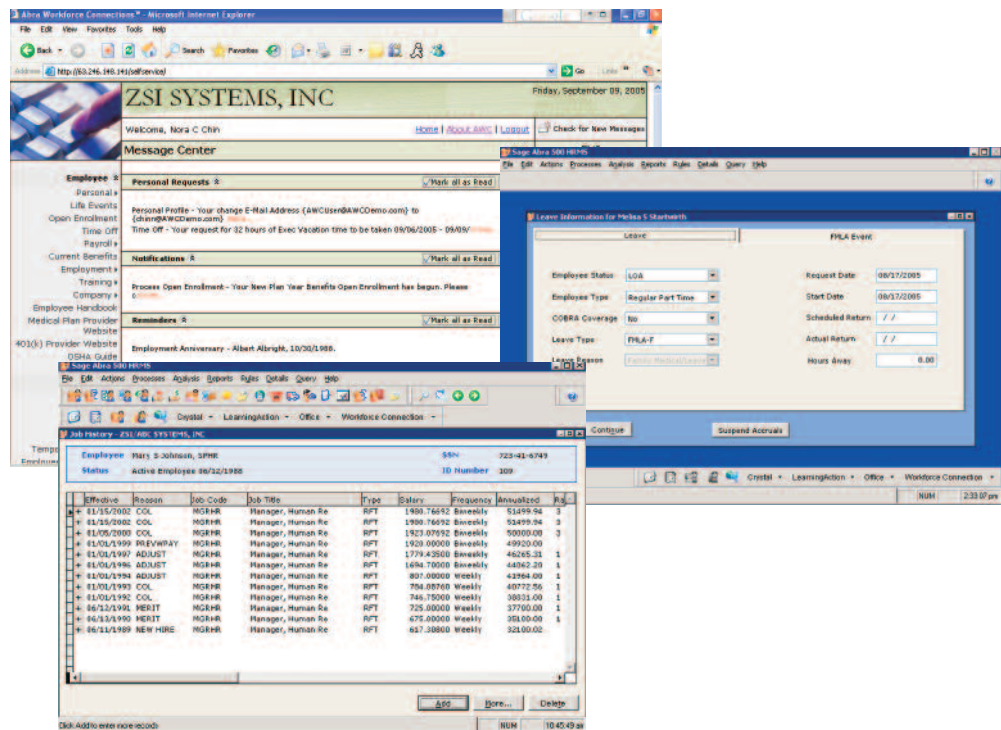 Abra Workforce Connections" - Microsoft Internet Explorer
File Edit View Favorites Tools Help
Back Search Favorites
Address http://63.246.148.141/selfservice/ Go Links
ZSI SYSTEMS, INC
Friday, September 09, 2005
Welcome, Nora C Chin
Home | About AWC | Logout
Check for New Messages
Message Center
Employee
Personal
Life Events
Open Enrollment
Time Off
Payroll
Current Benefits
Employment
Training
Company
Employee Handbook
Medical Plan Provider
Website
401(k) Provider Website
OSHA Guide
Personal Requests Mark all as Read
Personal Profile - Your change E-Mail Address {AWCUser@AWCDemo.com} to
{chinn@AWCDemo.com}
Time Off - Your request for 32 hours of Exec Vacation time to be taken 09/06/2005 - 09/09/
Notifications Mark all as Read
Process Open Enrollment - Your New Plan Year Benefits Open Enrollment has begun. Please
Reminders Mark all as Read
Employment Anniversary - Albert Albright, 10/30/1988.
Sage Abra 500 HRMS
File Edit Actions Processes Analysis Reports Rules Details Query Help
Leave Information for Melisa S Startwirth
Leave FMLA Event
Employee Status LOA
Employee Type Regular Part Time
COBRA Coverage No
Leave Type FMLA-F
Leave Reason Family Medical Leave
Request Date 08/17/2005
Start Date 08/17/2005
Scheduled Return / /
Actual Return / /
Hours Away 0.00
Continue Suspend Accruals
Crystal LearningAction Office Workforce Connection
NUM 2:33:07 pm
Sage Abra 500 HRMS
File Edit Actions Processes Analysis Reports Rules Details Query Help
Crystal LearningAction Office Workforce Connection
Job History - ZSI/ABC SYSTEMS, INC
Employee Mary S Johnson, SPHR SSN 723-41-6749
Status Active Employee 06/12/1988 ID Number 109
Effective Reason Job Code Job Title Type Salary Frequency Annualized Ra
+ 01/15/2002 COL MGRHR Manager, Human Re RFT 1980.76692 Biweekly 51499.94 3
+ 01/15/2002 COL MGRHR Manager, Human Re RFT 1980.76692 Biweekly 51499.94 3
+ 01/05/2000 COL MGRHR Manager, Human Re RFT 1923.07692 Biweekly 50000.00 3
+ 01/01/1999 PREVWPAY MGRHR Manager, Human Re RFT 1920.00000 Biweekly 49920.00
+ 01/01/1997 ADJUST MGRHR Manager, Human Re RFT 1779.43500 Biweekly 46265.31 1
+ 01/01/1996 ADJUST MGRHR Manager, Human Re RFT 1694.70000 Biweekly 44062.20 1
+ 01/01/1994 ADJUST MGRHR Manager, Human Re RFT 807.00000 Weekly 41964.00 1
+ 01/01/1993 COL MGRHR Manager, Human Re RFT 784.08760 Weekly 40772.56 1
+ 01/01/1992 COL MGRHR Manager, Human Re RFT 746.75000 Weekly 38831.00 1
+ 06/12/1991 MERIT MGRHR Manager, Human Re RFT 725.00000 Weekly 37700.00 1
+ 06/13/1990 MERIT MGRHR Manager, Human Re RFT 675.00000 Weekly 35100.00 1
+ 06/11/1989 NEW HIRE MGRHR Manager, Human Re RFT 617.30800 Weekly 32100.02
Add More... Delete
Click Add to enter more records NUM 10:45:49 am